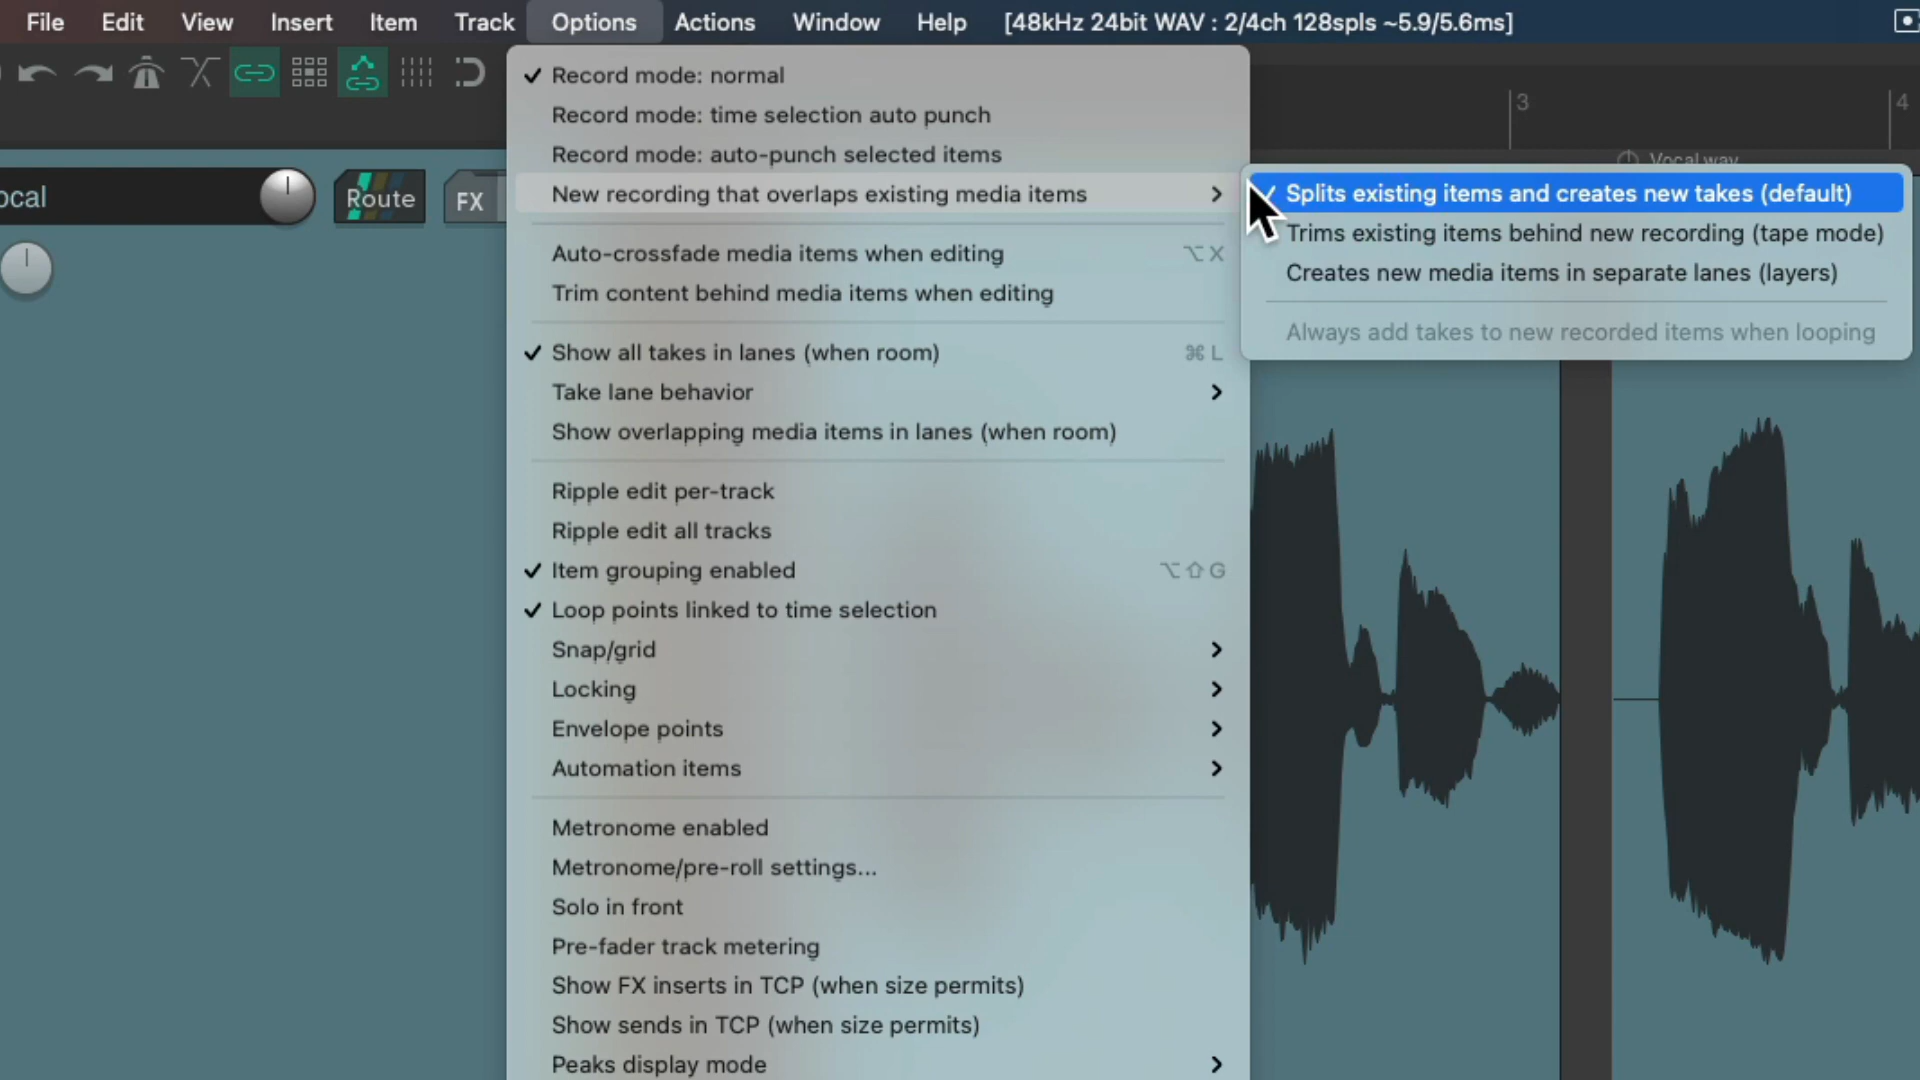 File Edit View Insert Item Track Options Actions Window Help [48kHz 24bit WAV : 2/4ch 128spls ~5.9/5.6ms]
3 4
ocal Route FX
Vocal.wav
Record mode: normal
Record mode: time selection auto punch
Record mode: auto-punch selected items
New recording that overlaps existing media items
Splits existing items and creates new takes (default)
Trims existing items behind new recording (tape mode)
Creates new media items in separate lanes (layers)
Always add takes to new recorded items when looping
Auto-crossfade media items when editing ⌥X
Trim content behind media items when editing
Show all takes in lanes (when room) ⌘L
Take lane behavior
Show overlapping media items in lanes (when room)
Ripple edit per-track
Ripple edit all tracks
Item grouping enabled ⌥⇧G
Loop points linked to time selection
Snap/grid
Locking
Envelope points
Automation items
Metronome enabled
Metronome/pre-roll settings...
Solo in front
Pre-fader track metering
Show FX inserts in TCP (when size permits)
Show sends in TCP (when size permits)
Peaks display mode